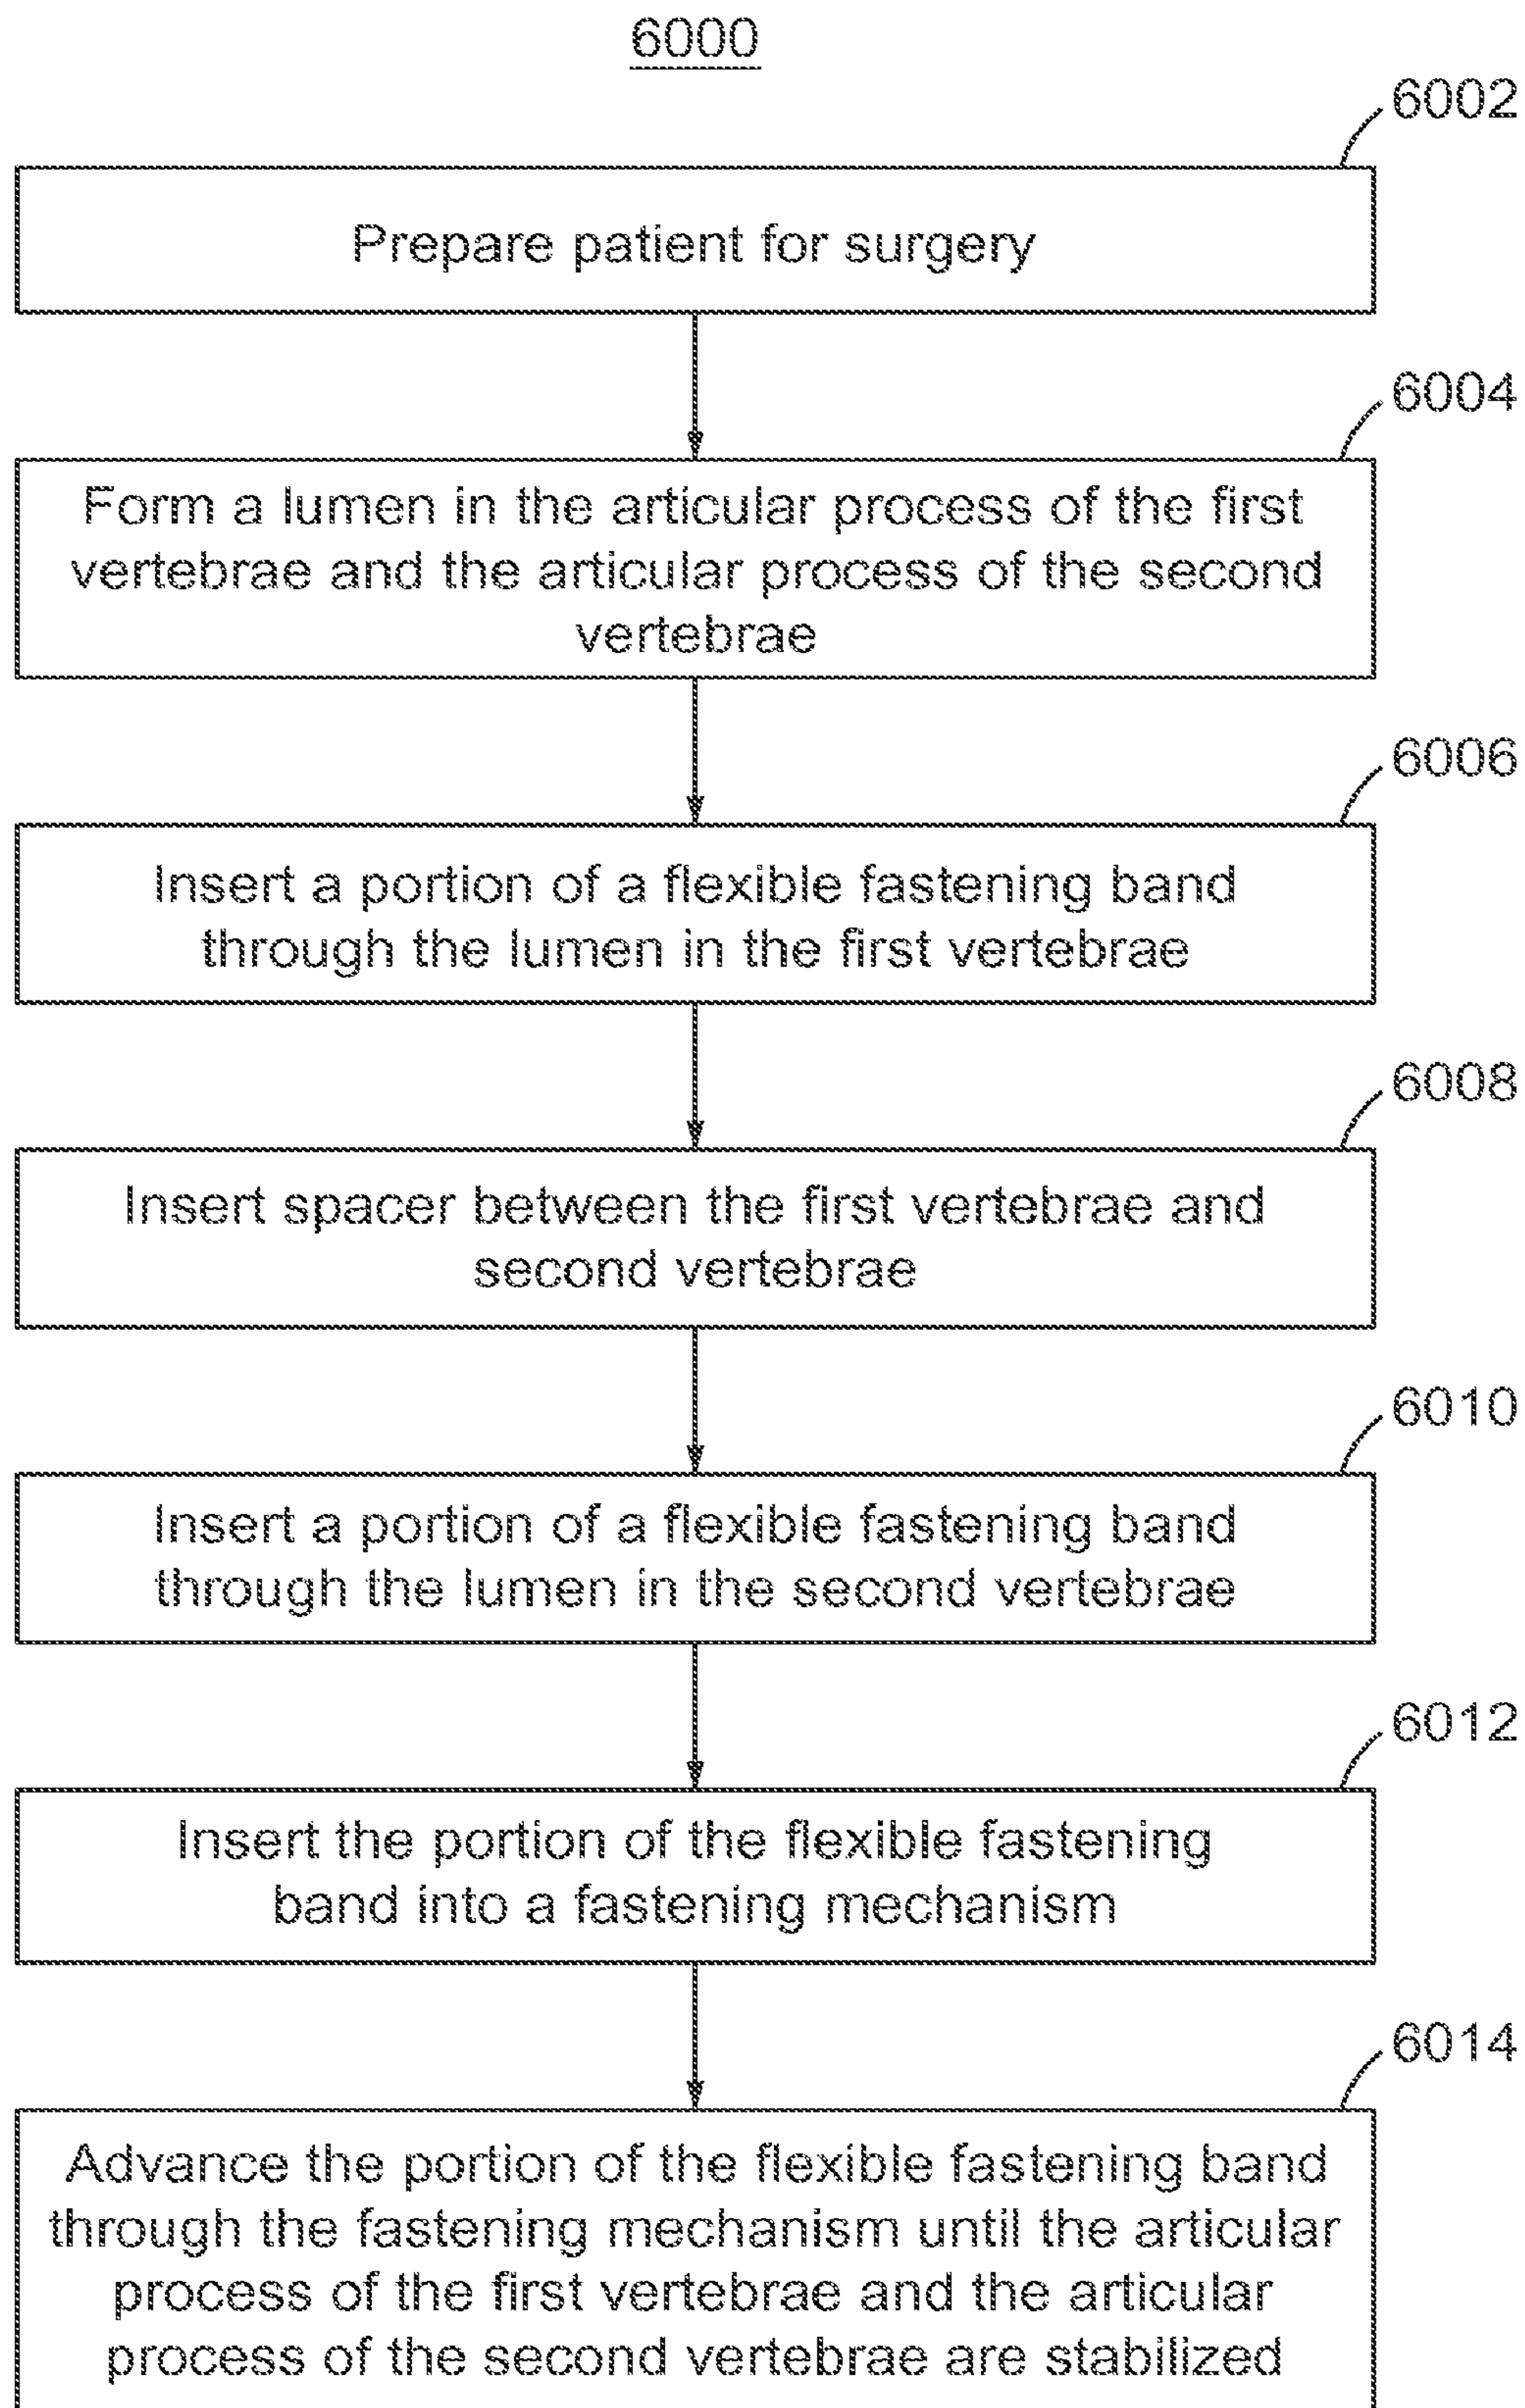 6000
6002
Prepare patient for surgery
6004
Form a lumen in the articular process of the first
vertebrae and the articular process of the second
vertebrae
6006
Insert a portion of a flexible fastening band
through the lumen in the first vertebrae
6008
Insert spacer between the first vertebrae and
second vertebrae
6010
Insert a portion of a flexible fastening band
through the lumen in the second vertebrae
6012
Insert the portion of the flexible fastening
band into a fastening mechanism
6014
Advance the portion of the flexible fastening band
through the fastening mechanism until the articular
process of the first vertebrae and the articular
process of the second vertebrae are stabilized